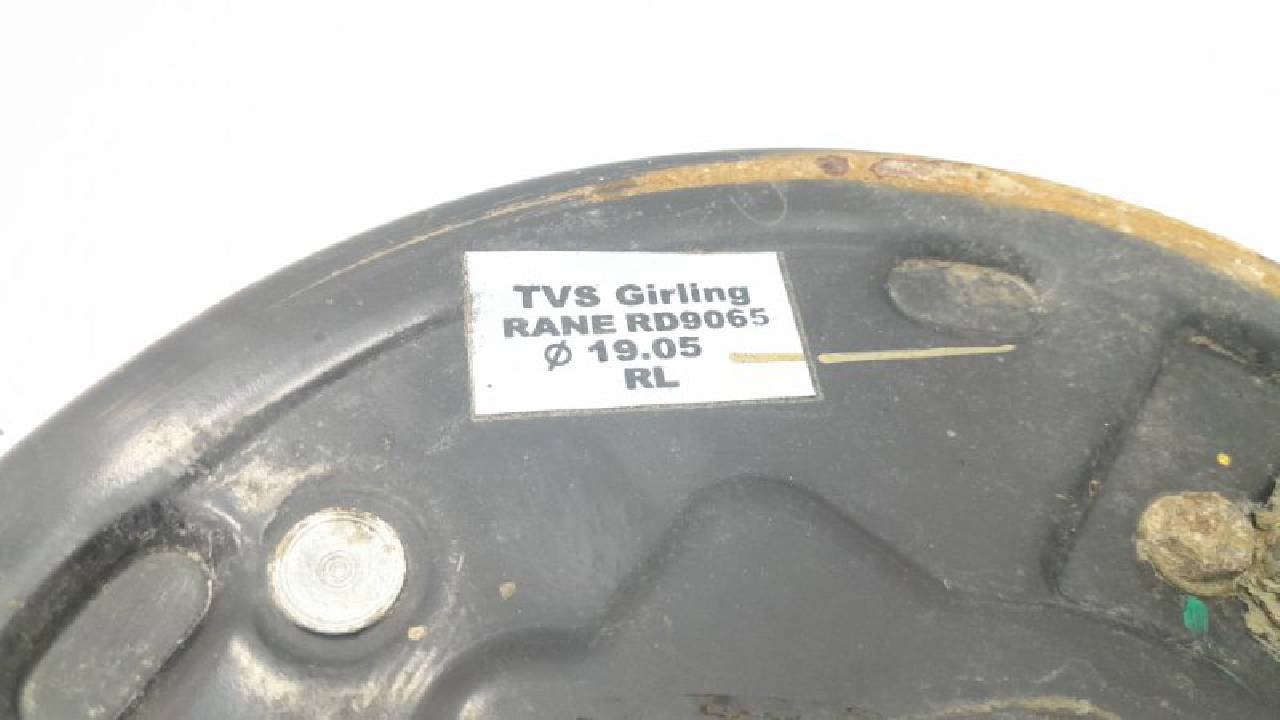 TVS Girling
RANE RD9065
Ø 19.05
RL